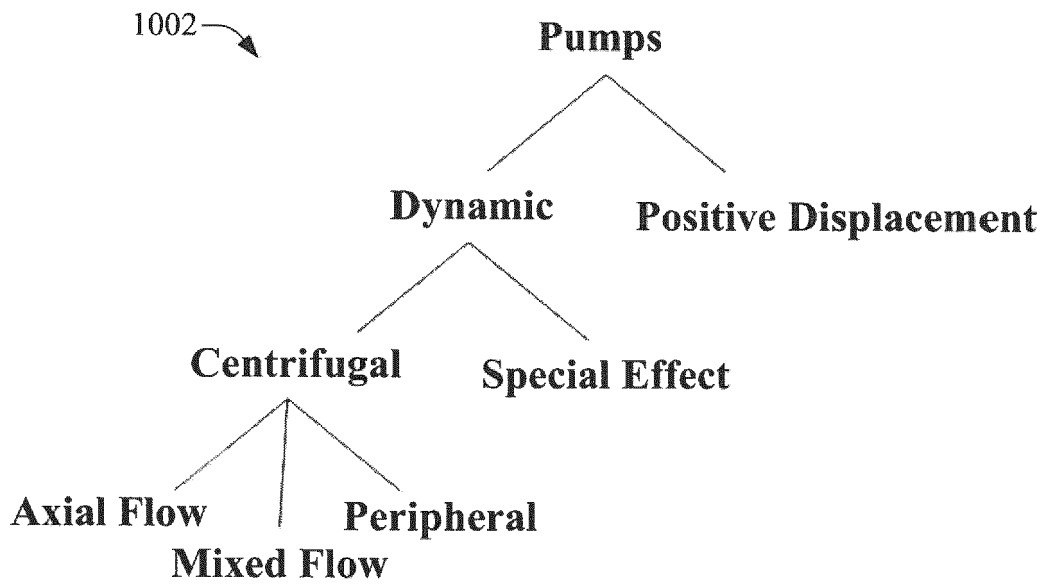 1002
Pumps
Dynamic
Positive Displacement
Centrifugal
Special Effect
Axial Flow
Peripheral
Mixed Flow